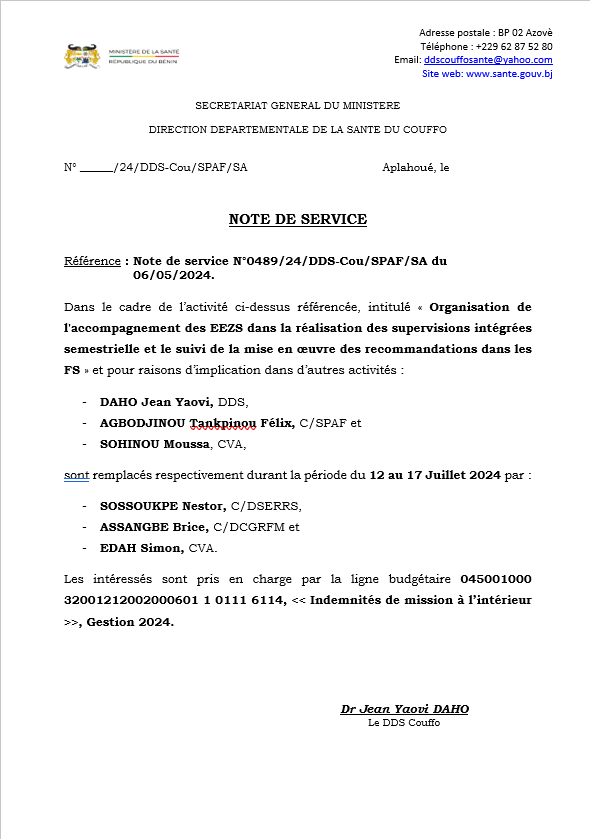 Adresse postale : BP 02 Azovè
MINISTÈRE DE LA SANTÉ
RÉPUBLIQUE DU BÉNIN
Téléphone : +229 62 87 52 80
Email: ddscouffosante@yahoo.com
Site web: www.sante.gouv.bj
SECRETARIAT GENERAL DU MINISTERE
DIRECTION DEPARTEMENTALE DE LA SANTE DU COUFFO
N° ______/24/DDS-Cou/SPAF/SA Aplahoué, le
NOTE DE SERVICE
Référence : Note de service N°0489/24/DDS-Cou/SPAF/SA du
06/05/2024.
Dans le cadre de l’activité ci-dessus référencée, intitulé « Organisation de
l’accompagnement des EEZS dans la réalisation des supervisions intégrées
semestrielle et le suivi de la mise en œuvre des recommandations dans les
FS » et pour raisons d’implication dans d’autres activités :
- DAHO Jean Yaovi, DDS,
- AGBODJINOU Tankpinou Félix, C/SPAF et
- SOHINOU Moussa, CVA,
sont remplacés respectivement durant la période du 12 au 17 Juillet 2024 par :
- SOSSOUKPE Nestor, C/DSERRS,
- ASSANGBE Brice, C/DCGRFM et
- EDAH Simon, CVA.
Les intéressés sont pris en charge par la ligne budgétaire 045001000
32001212002000601 1 0111 6114, << Indemnités de mission à l’intérieur
>>, Gestion 2024.
Dr Jean Yaovi DAHO
Le DDS Couffo